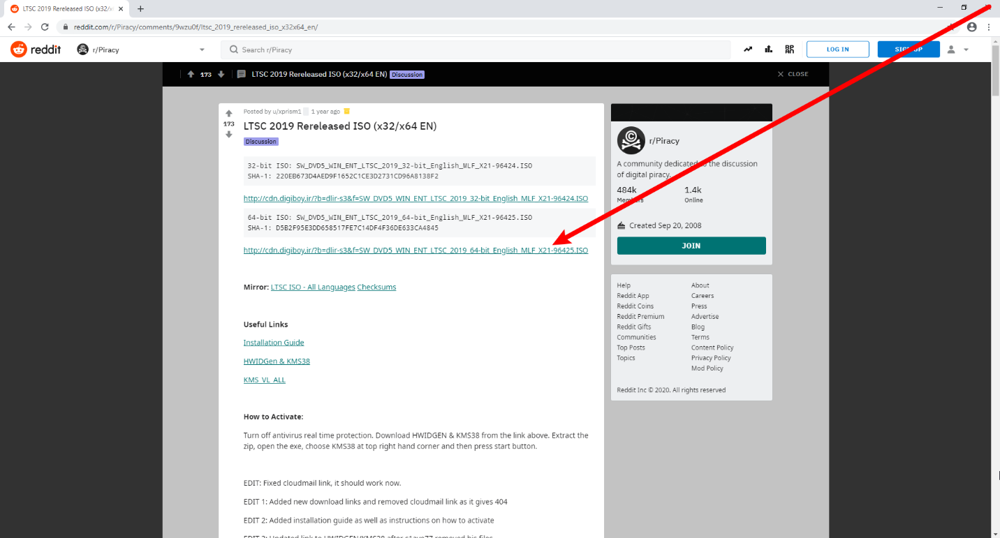 LTSC 2019 Rereleased ISO (x32/x
reddit.com/r/Piracy/comments/9wzu0f/ltsc_2019_rereleased_iso_x32x64_en/
reddit
r/Piracy
Search r/Piracy
LOG IN
SIGN UP
173
LTSC 2019 Rereleased ISO (x32/x64 EN)
Discussion
CLOSE
Posted by u/xprism1
1 year ago
173
LTSC 2019 Rereleased ISO (x32/x64 EN)
Discussion
32-bit ISO: SW_DVD5_WIN_ENT_LTSC_2019_32-bit_English_MLF_X21-96424.ISO
SHA-1: 220EB673D4AED9F1652C1CE3D2731CD96A8138F2
http://cdn.digiboy.ir/?b=dlir-s3&f=SW_DVD5_WIN_ENT_LTSC_2019_32-bit_English_MLF_X21-96424.ISO
64-bit ISO: SW_DVD5_WIN_ENT_LTSC_2019_64-bit_English_MLF_X21-96425.ISO
SHA-1: D5B2F95E3DD658517FE7C14DF4F36DE633CA4845
http://cdn.digiboy.ir/?b=dlir-s3&f=SW_DVD5_WIN_ENT_LTSC_2019_64-bit_English_MLF_X21-96425.ISO
Mirror: LTSC ISO - All Languages Checksums
Useful Links
Installation Guide
HWIDGen & KMS38
KMS_VL_ALL
How to Activate:
Turn off antivirus real time protection. Download HWIDGEN & KMS38 from the link above. Extract the
zip, open the exe, choose KMS38 at top right hand corner and then press start button.
EDIT: Fixed cloudmail link, it should work now.
EDIT 1: Added new download links and removed cloudmail link as it gives 404
EDIT 2: Added installation guide as well as instructions on how to activate
EDIT 3: Updated link to HWIDGEN/KMS38 after s1ave77 removed his files
r/Piracy
A community dedicated to the discussion
of digital piracy.
484k
1.4k
Members
Online
Created Sep 20, 2008
JOIN
Help
About
Reddit App
Careers
Reddit Coins
Press
Reddit Premium
Advertise
Reddit Gifts
Blog
Communities
Terms
Top Posts
Content Policy
Topics
Privacy Policy
Mod Policy
Reddit Inc © 2020. All rights reserved